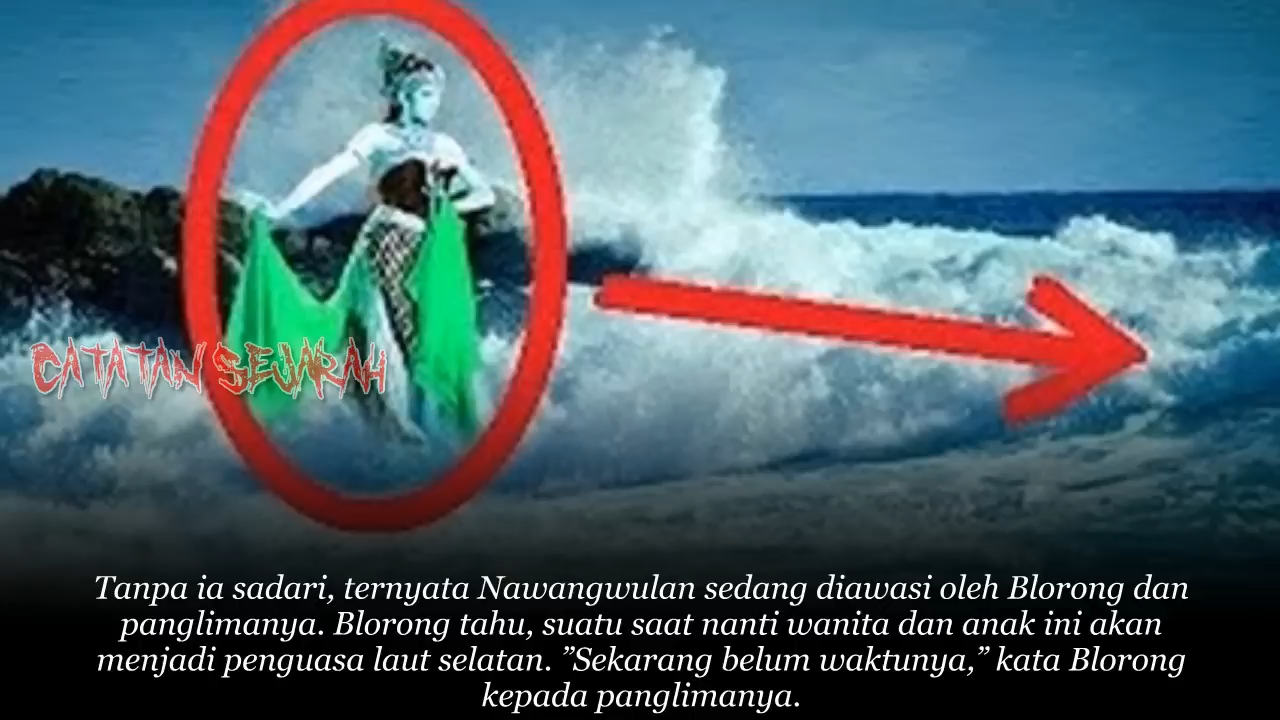 CATATAN SEJARAH
Tanpa ia sadari, ternyata Nawangwulan sedang diawasi oleh Blorong dan
panglimanya. Blorong tahu, suatu saat nanti wanita dan anak ini akan
menjadi penguasa laut selatan. ”Sekarang belum waktunya,” kata Blorong
kepada panglimanya.